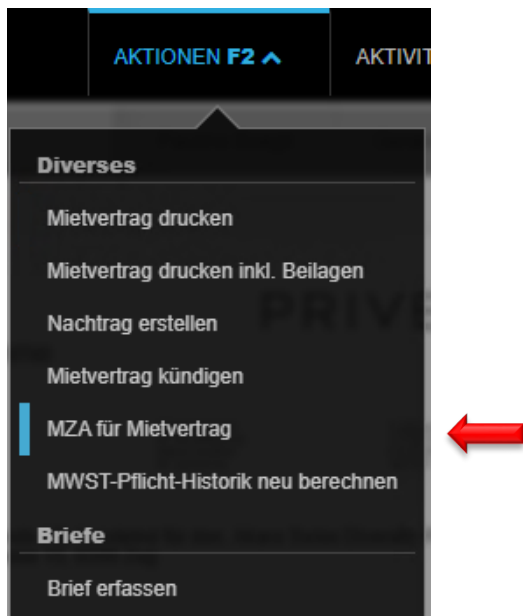 AKTIONEN F2 AKTIVIT
Diverses
Mietvertrag drucken
Mietvertrag drucken inkl. Beilagen
Nachtrag erstellen
Mietvertrag kündigen
MZA für Mietvertrag
MWST-Pflicht-Historik neu berechnen
Briefe
Brief erfassen